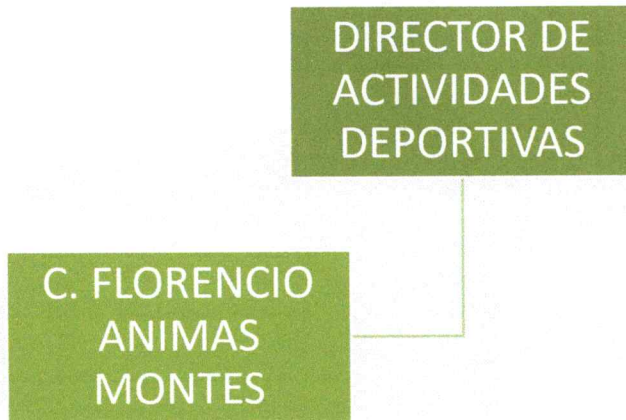 DIRECTOR DE
ACTIVIDADES
DEPORTIVAS
C. FLORENCIO
ANIMAS
MONTES